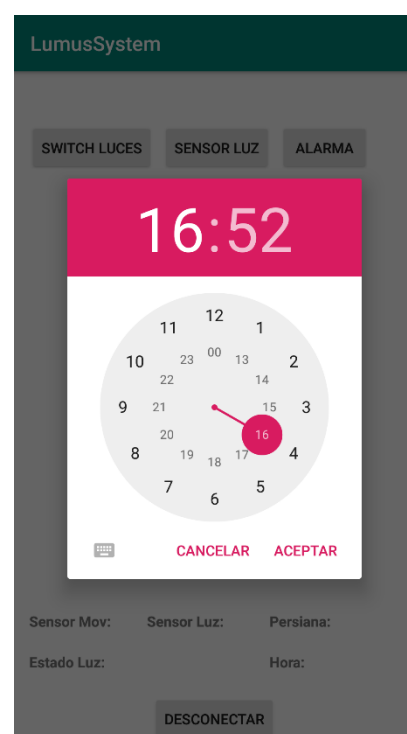 LumusSystem
SWITCH LUCES SENSOR LUZ ALARMA
16:52
12
11 1
00
23 13
10 2
22 14
9 21 15 3
20 16
8 19 17 4
18
7 5
6
CANCELAR ACEPTAR
Sensor Mov: Sensor Luz: Persiana:
Estado Luz: Hora:
DESCONECTAR